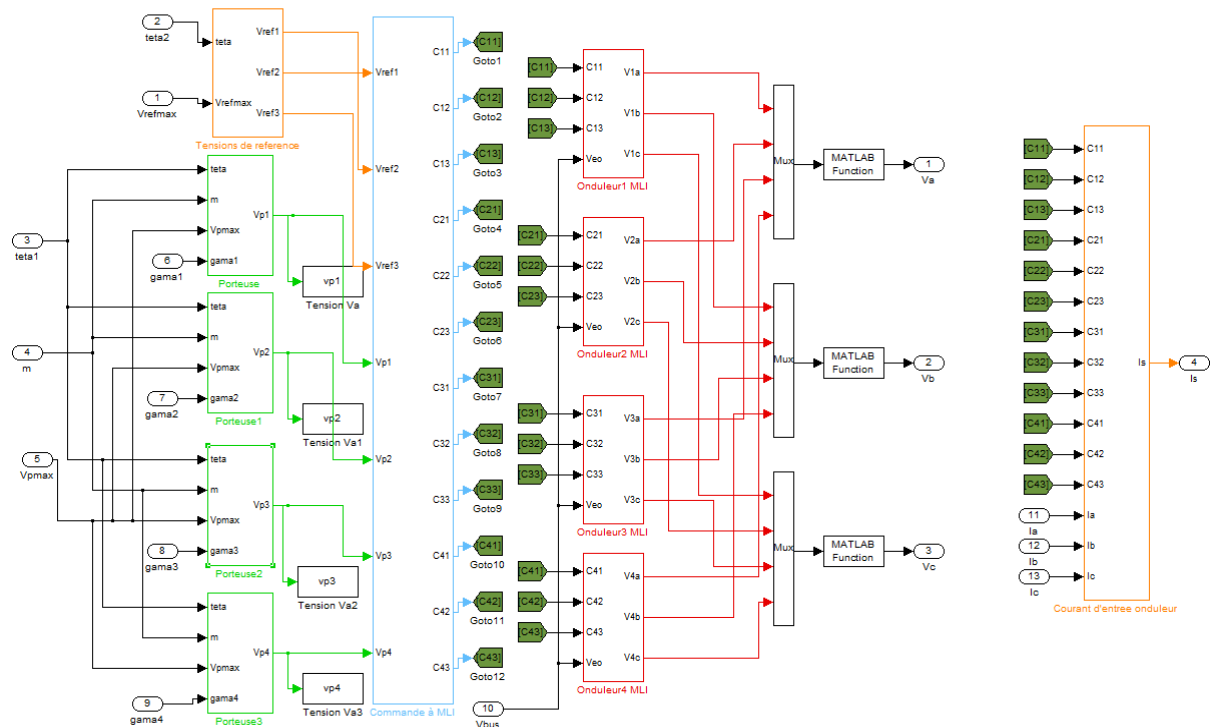 2
teta2
1
Vrefmax
teta
Vrefmax
Vref1
Vref2
Vref3
Tensions de reference
3
teta1
4
m
5
Vpmax
6
gama1
7
gama2
8
gama3
9
gama4
teta
m
Vpmax
gama1
Vp1
Porteuse
teta
m
Vpmax
gama2
Vp2
Porteuse1
teta
m
Vpmax
gama3
Vp3
Porteuse2
teta
m
Vpmax
gama4
Vp4
Porteuse3
vp1
Tension Va
vp2
Tension Va1
vp3
Tension Va2
vp4
Tension Va3
Vref1
Vref2
Vref3
Vp1
Vp2
Vp3
Vp4
C11
C12
C13
C21
C22
C23
C31
C32
C33
C41
C42
C43
Commande à MLI
[C11]
Goto1
[C12]
Goto2
[C13]
Goto3
[C21]
Goto4
[C22]
Goto5
[C23]
Goto6
[C31]
Goto7
[C32]
Goto8
[C33]
Goto9
[C41]
Goto10
[C42]
Goto11
[C43]
Goto12
[C11]
[C12]
[C13]
C11
C12
C13
Veo
V1a
V1b
V1c
Onduleur1 MLI
[C21]
[C22]
[C23]
C21
C22
C23
Veo
V2a
V2b
V2c
Onduleur2 MLI
[C31]
[C32]
[C33]
C31
C32
C33
Veo
V3a
V3b
V3c
Onduleur3 MLI
[C41]
[C42]
[C43]
C41
C42
C43
Veo
V4a
V4b
V4c
Onduleur4 MLI
10
Vbus
Mux
MATLAB
Function
1
Va
Mux
MATLAB
Function
2
Vb
Mux
MATLAB
Function
3
Vc
[C11]
[C12]
[C13]
[C21]
[C22]
[C23]
[C31]
[C32]
[C33]
[C41]
[C42]
[C43]
11
Ia
12
Ib
13
Ic
C11
C12
C13
C21
C22
C23
C31
C32
C33
C41
C42
C43
Ia
Ib
Ic
Is
Courant d'entree onduleur
4
Is